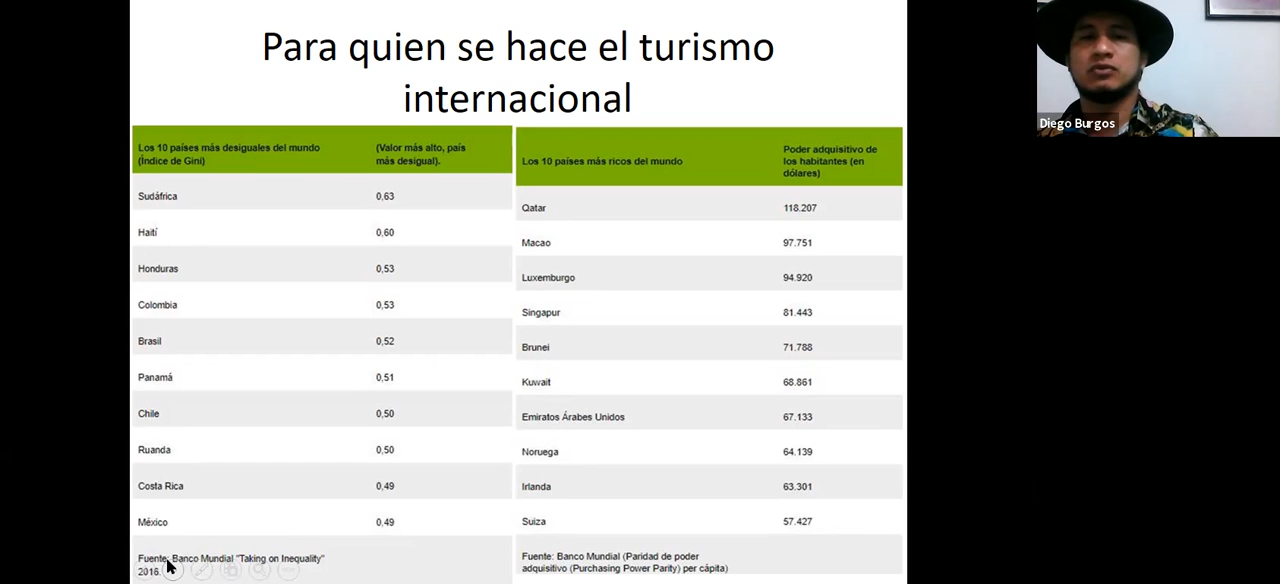 Para quien se hace el turismo
internacional
Los 10 países más desiguales del mundo
(Índice de Gini)
(Valor más alto, país
más desigual).
Sudáfrica 0,63
Haití 0,60
Honduras 0,53
Colombia 0,53
Brasil 0,52
Panamá 0,51
Chile 0,50
Ruanda 0,50
Costa Rica 0,49
México 0,49
Fuente: Banco Mundial "Taking on Inequality"
2016.
Los 10 países más ricos del mundo
Poder adquisitivo de
los habitantes (en
dólares)
Qatar 118.207
Macao 97.751
Luxemburgo 94.920
Singapur 81.443
Brunei 71.788
Kuwait 68.861
Emiratos Árabes Unidos 67.133
Noruega 64.139
Irlanda 63.301
Suiza 57.427
Fuente: Banco Mundial (Paridad de poder
adquisitivo (Purchasing Power Parity) per cápita)
Diego Burgos